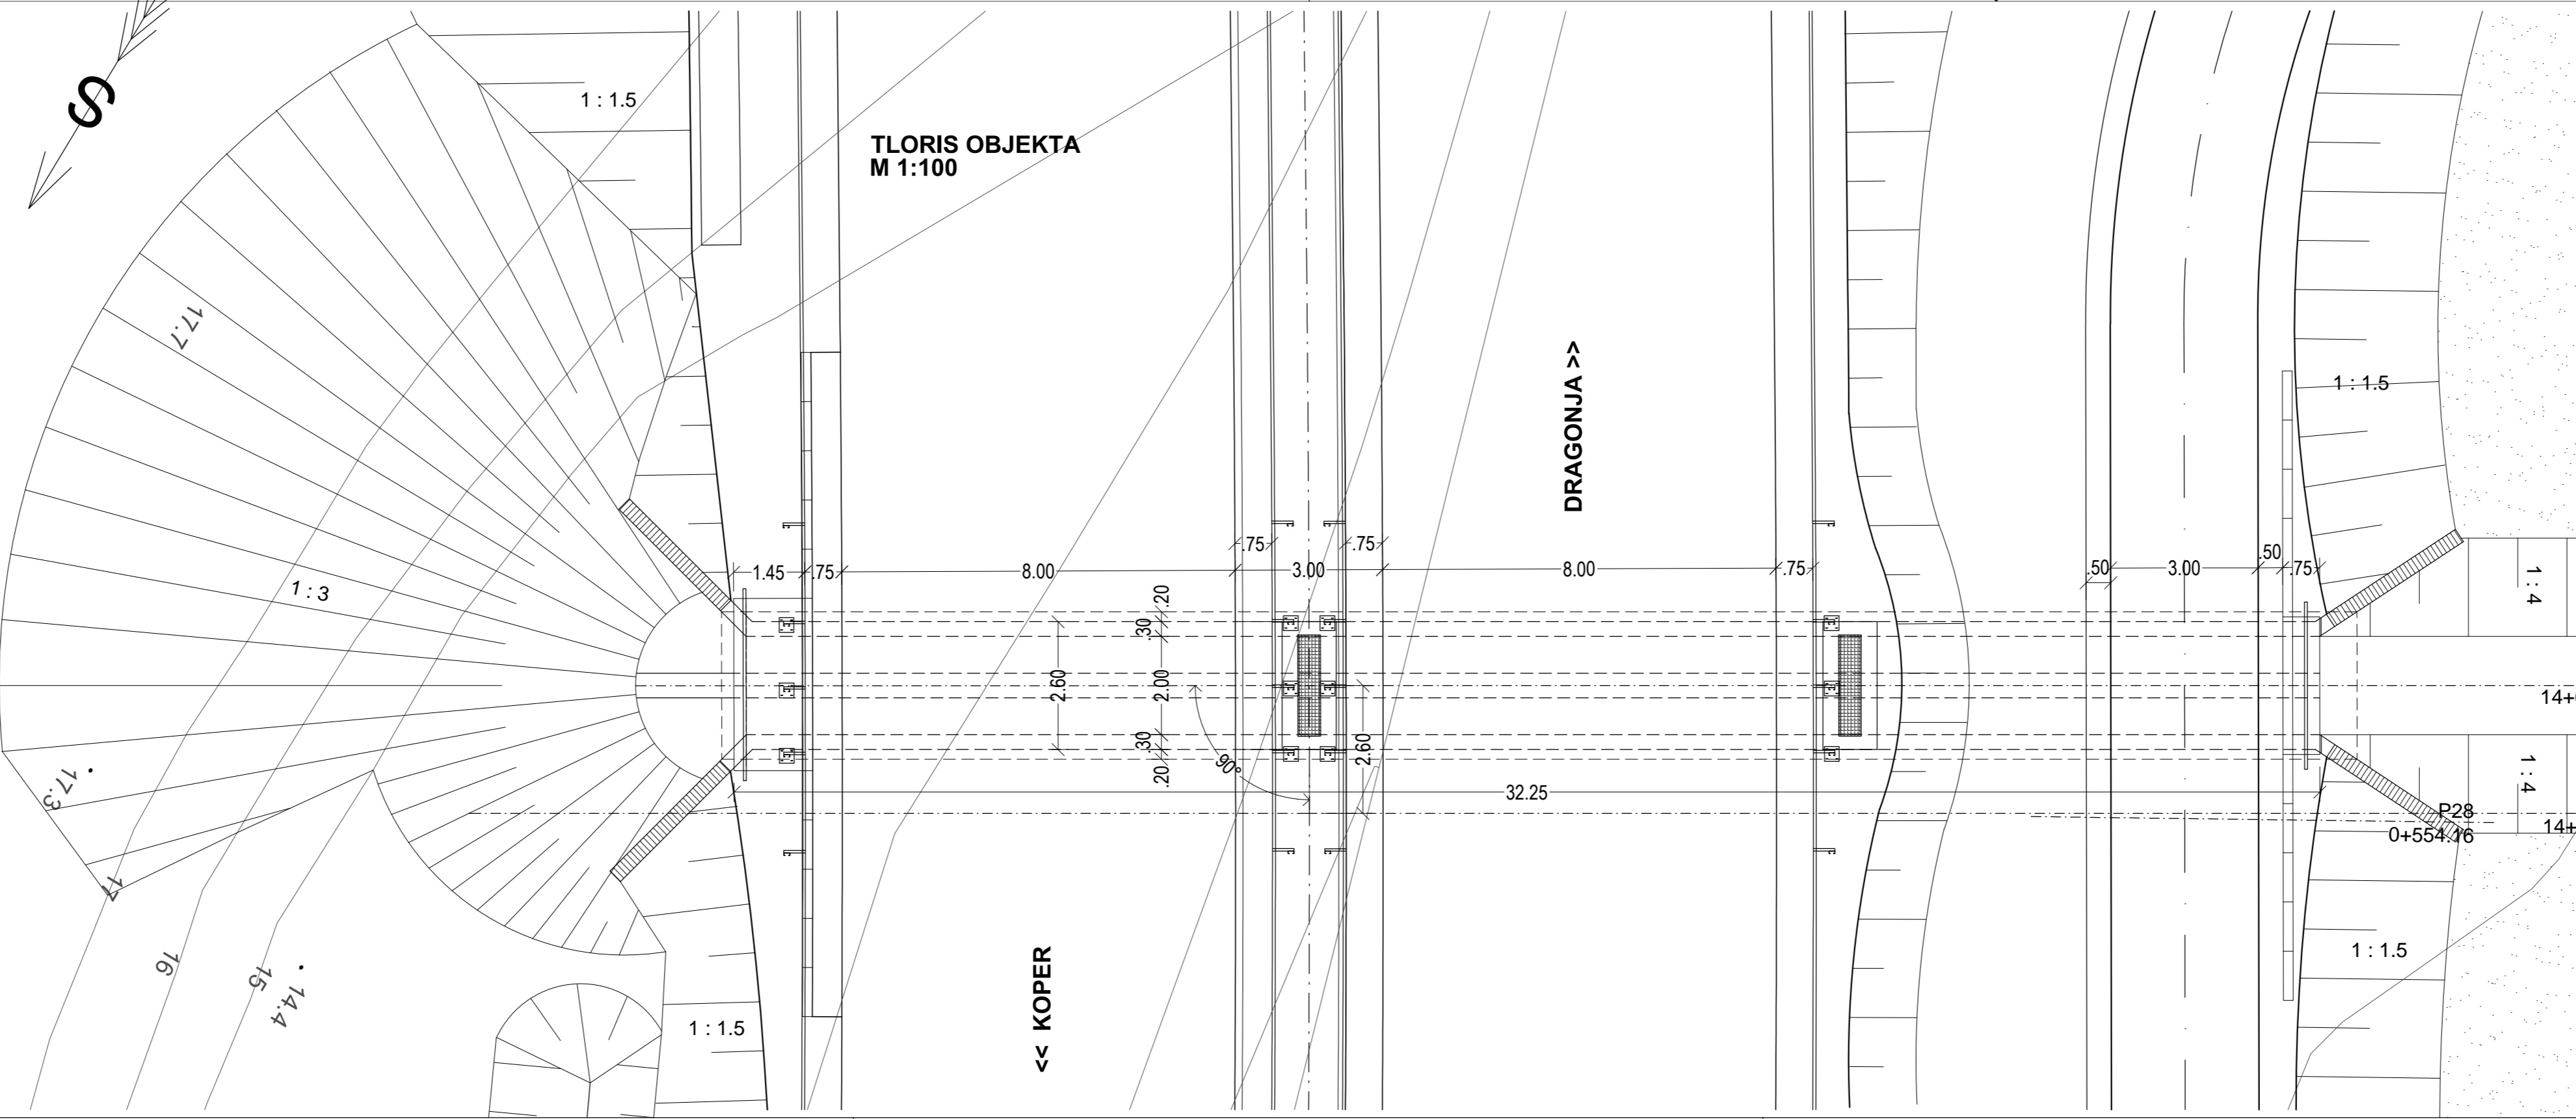 S
1 : 1.5
TLORIS OBJEKTA
M 1:100
17.7
DRAGONJA >>
1 : 1.5
1 : 3
1.45
.75
8.00
.75
3.00
.75
8.00
.75
.50
3.00
.50
.75
1 : 4
.20
.30
2.60
2.00
.30
.20
90°
2.60
14+
32.25
17.3
1 : 4
P28
0+554.16
14+
17
16
15
14.4
<< KOPER
1 : 1.5
1 : 1.5